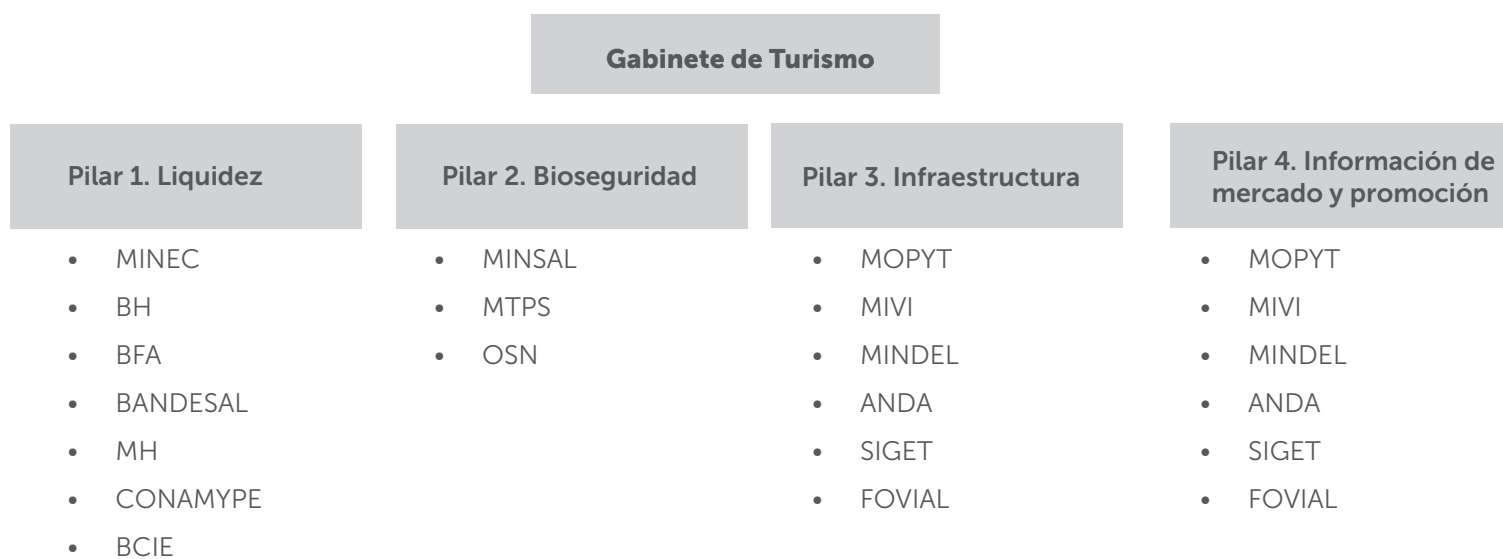 Gabinete de Turismo
Pilar 1. Liquidez
• MINEC
• BH
• BFA
• BANDESAL
• MH
• CONAMYPE
• BCIE
Pilar 2. Bioseguridad
• MINSAL
• MTPS
• OSN
Pilar 3. Infraestructura
• MOPYT
• MIVI
• MINDEL
• ANDA
• SIGET
• FOVIAL
Pilar 4. Información de
mercado y promoción
• MOPYT
• MIVI
• MINDEL
• ANDA
• SIGET
• FOVIAL